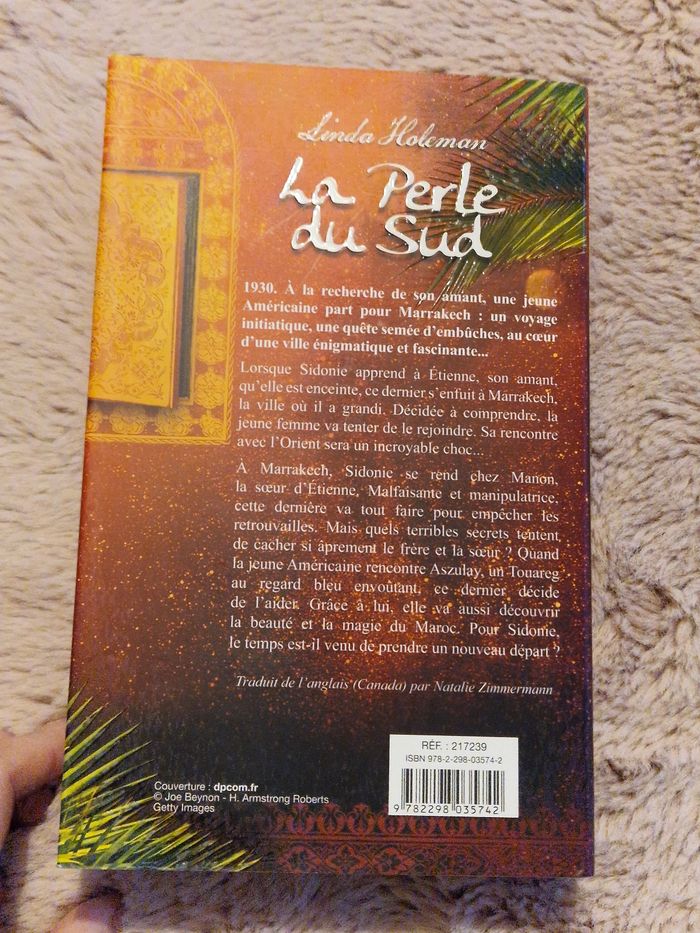 Linda Holeman
La Perle
du Sud
1930. À la recherche de son amant, une jeune
Américaine part pour Marrakech : un voyage
initiatique, une quête semée d'embûches, au cœur
d'une ville énigmatique et fascinante...
Lorsque Sidonie apprend à Étienne, son amant,
qu'elle est enceinte, ce dernier s'enfuit à Marrakech,
la ville où il a grandi. Décidée à comprendre, la
jeune femme va tenter de le rejoindre. Sa rencontre
avec l'Orient sera un incroyable choc...
À Marrakech, Sidonie se rend chez Manon,
la sœur d'Étienne, Malfaisante et manipulatrice,
cette dernière va tout faire pour empêcher les
retrouvailles. Mais quels terribles secrets tentent
de cacher si âprement le frère et la sœur ? Quand
la jeune Américaine rencontre Aszulay, un Touareg
au regard bleu envoûtant, ce dernier décide
de l'aider. Grâce à lui, elle va aussi découvrir
la beauté et la magie du Maroc. Pour Sidonie,
le temps est-il venu de prendre un nouveau départ ?
Traduit de l'anglais (Canada) par Natalie Zimmermann
RÉF. : 217239
ISBN 978-2-298-03574-2
9 782298 035742
Couverture : dpcom.fr
© Joe Beynon - H. Armstrong Roberts
Getty Images